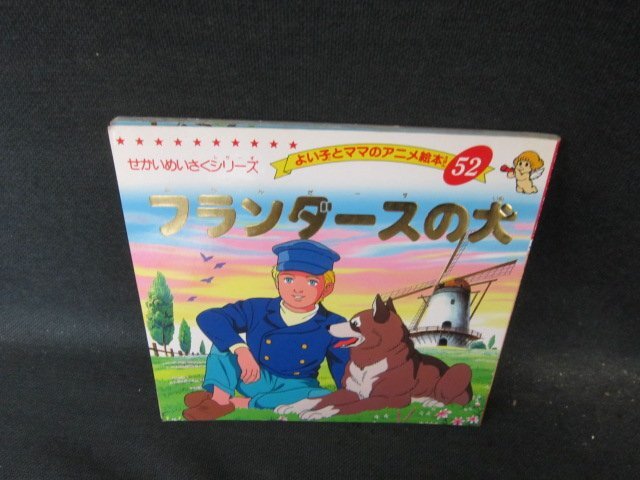 せかいめいさくシリーズ
よい子とママのアニメ絵本
52
フランダースの犬